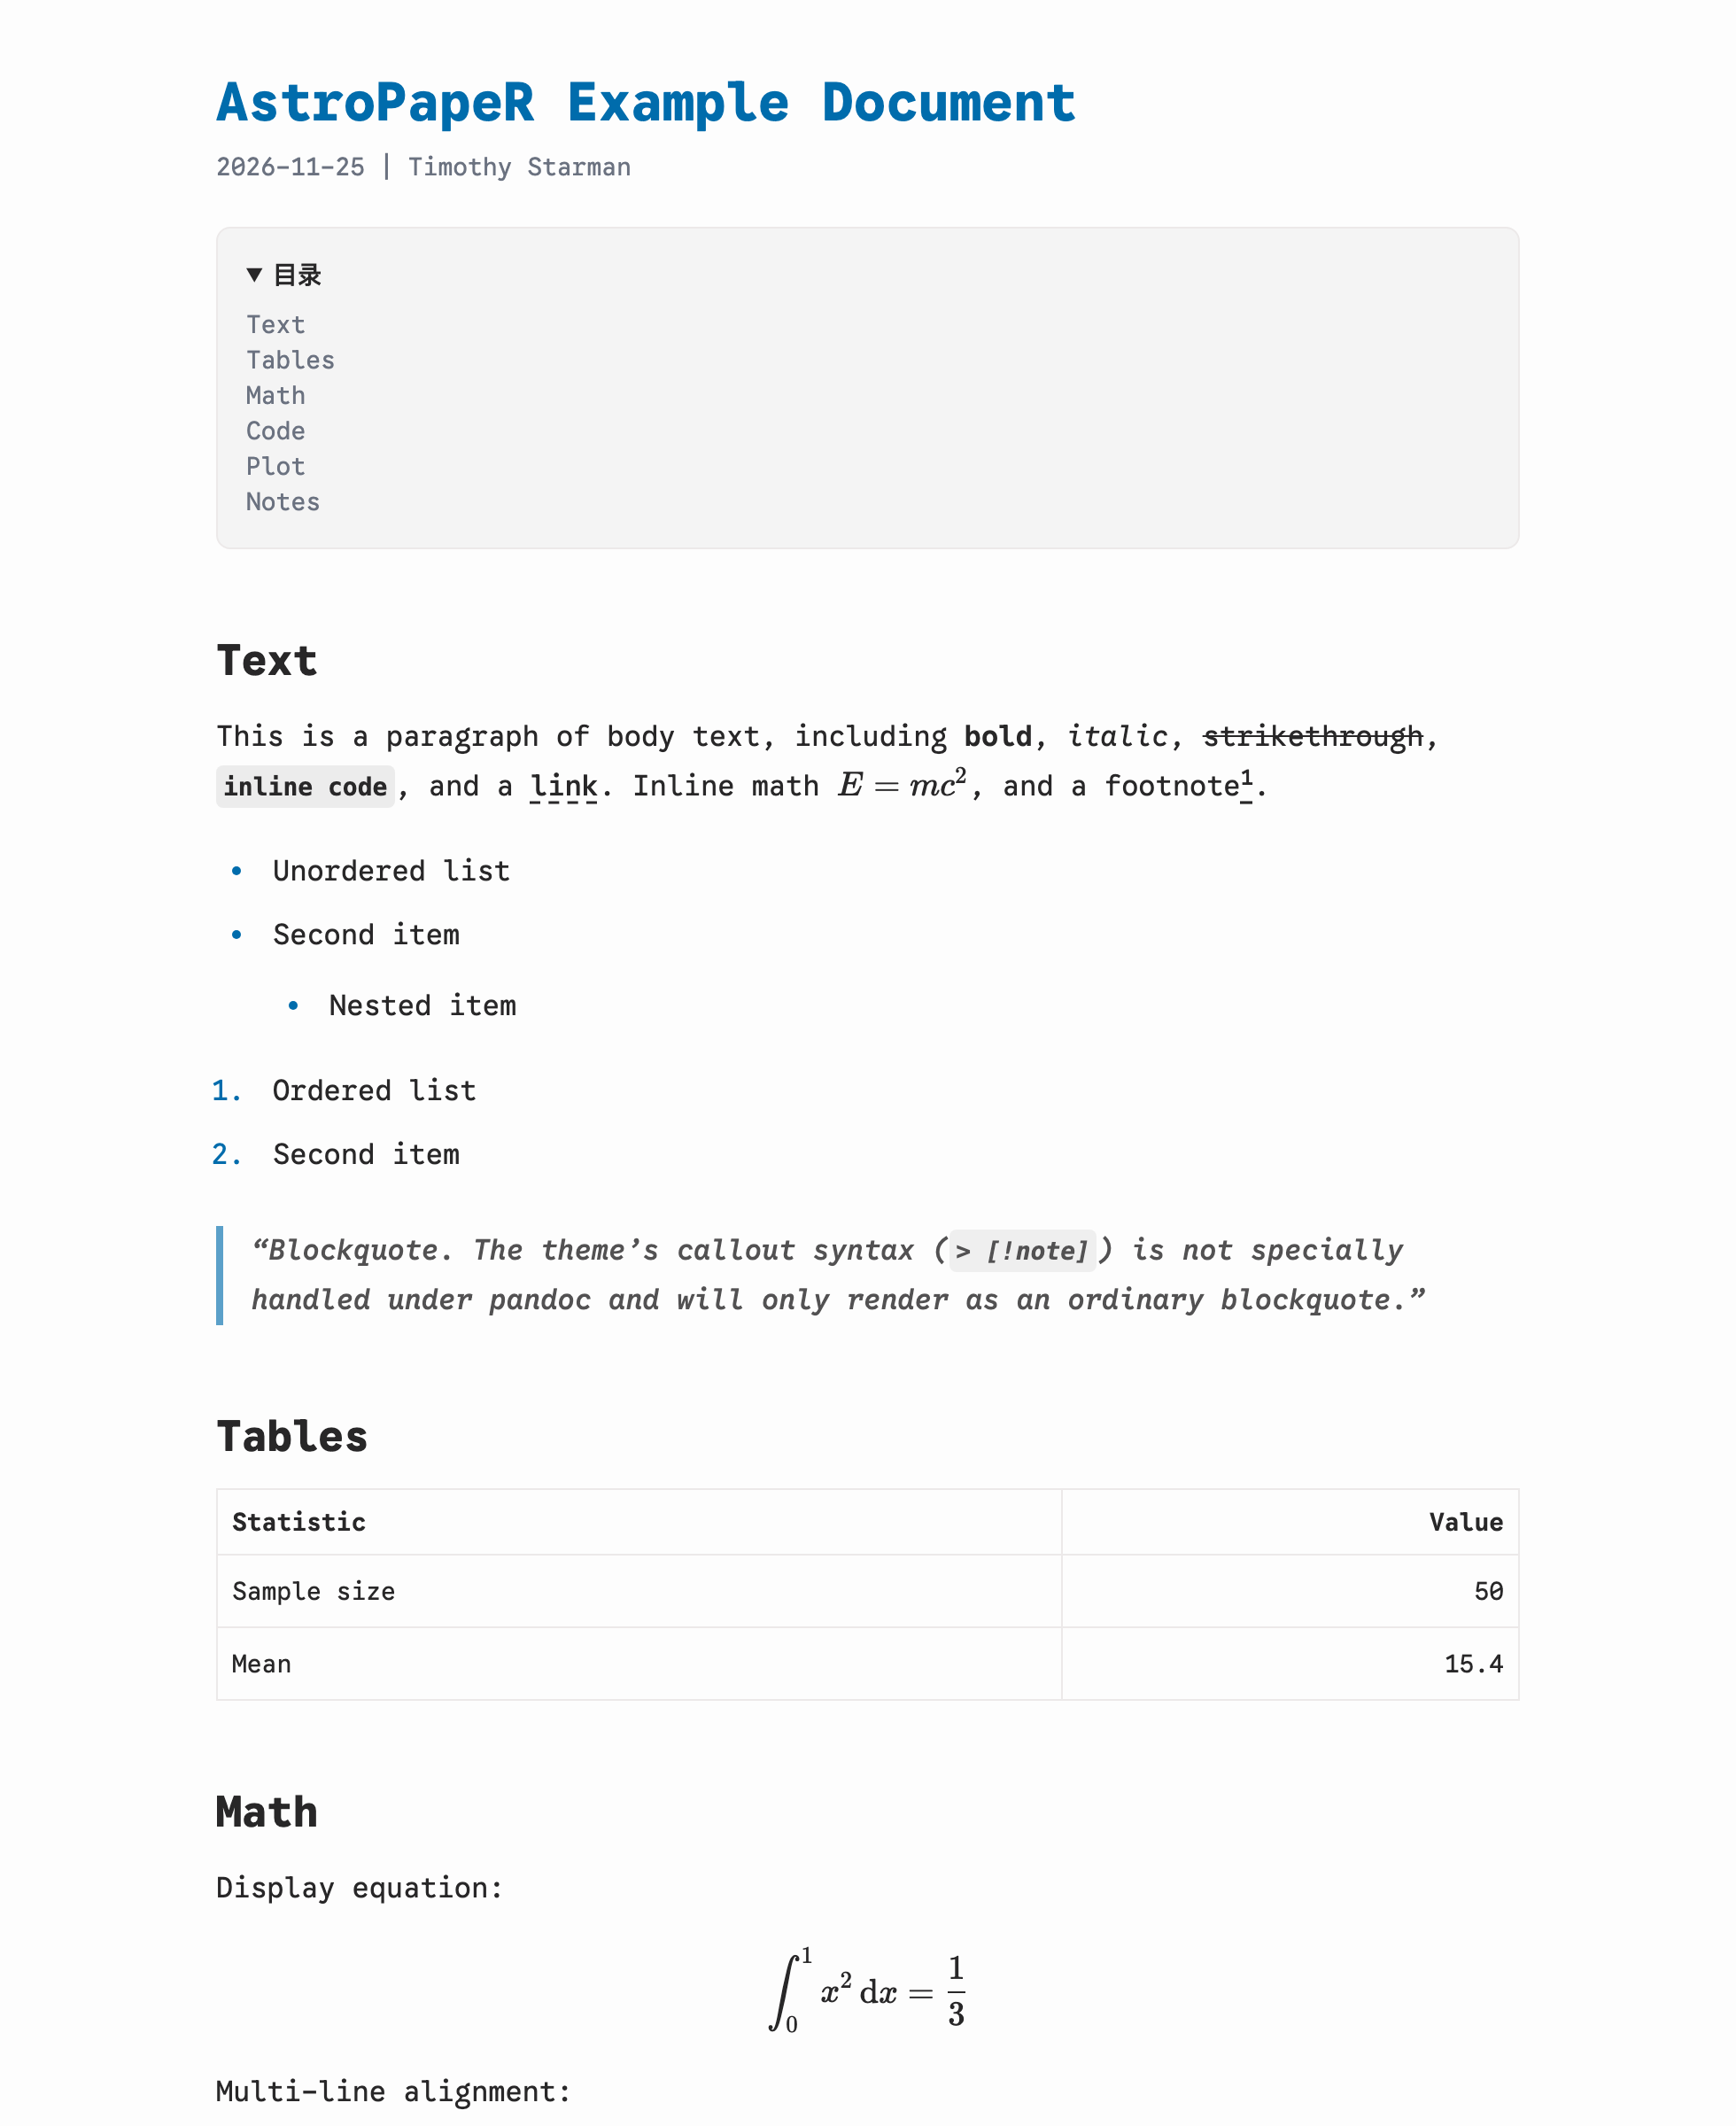 AstroPapeR Example Document
2026-11-25 | Timothy Starman
▼ 目录
Text
Tables
Math
Code
Plot
Notes
Text
This is a paragraph of body text, including bold, italic, strikethrough,
inline code, and a link. Inline math E = mc², and a footnote¹.
• Unordered list
• Second item
• Nested item
1. Ordered list
2. Second item
“Blockquote. The theme’s callout syntax (> [!note]) is not specially
handled under pandoc and will only render as an ordinary blockquote.”
Tables
Statistic Value
Sample size 50
Mean 15.4
Math
Display equation:
∫₀¹ x² dx = 1/3
Multi-line alignment: